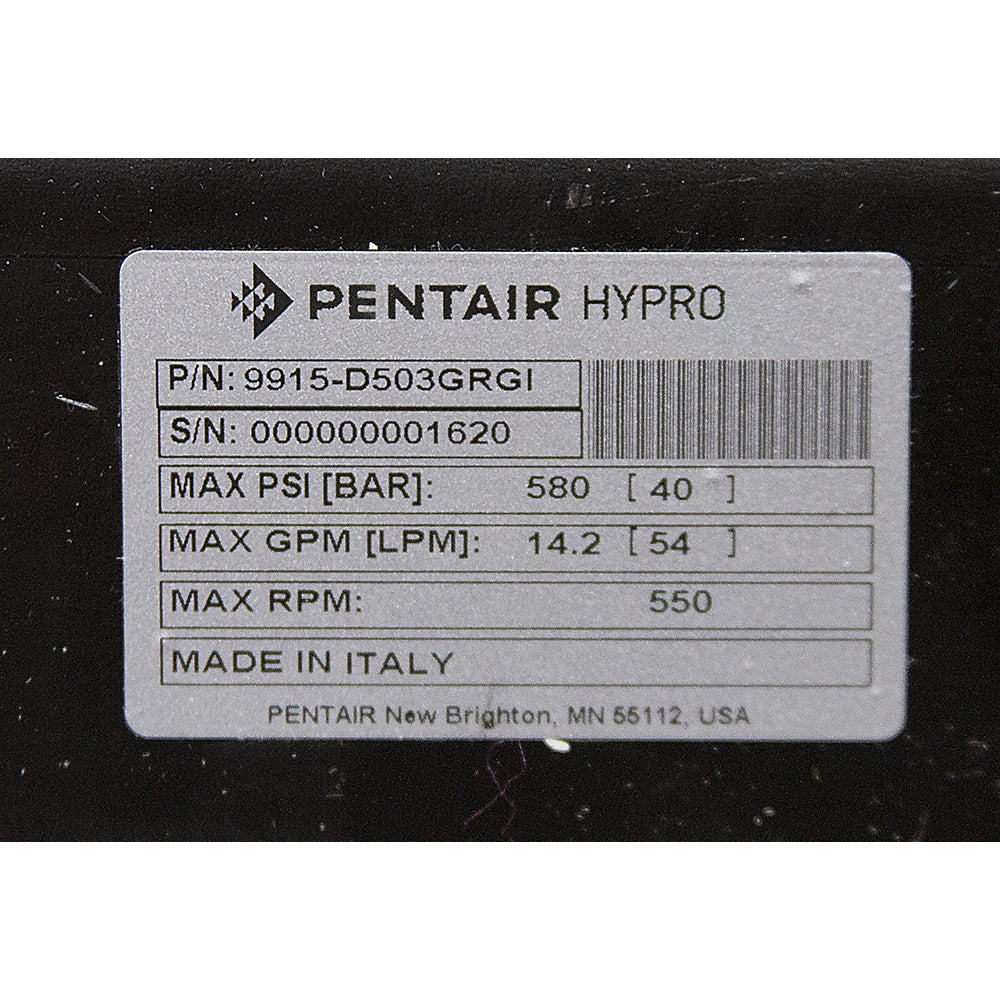 PENTAIR HYPRO
P/N: 9915-D503GRGI
S/N: 000000001620
MAX PSI [BAR]: 580 [ 40 ]
MAX GPM [LPM]: 14.2 [ 54 ]
MAX RPM: 550
MADE IN ITALY
PENTAIR New Brighton, MN 55112, USA